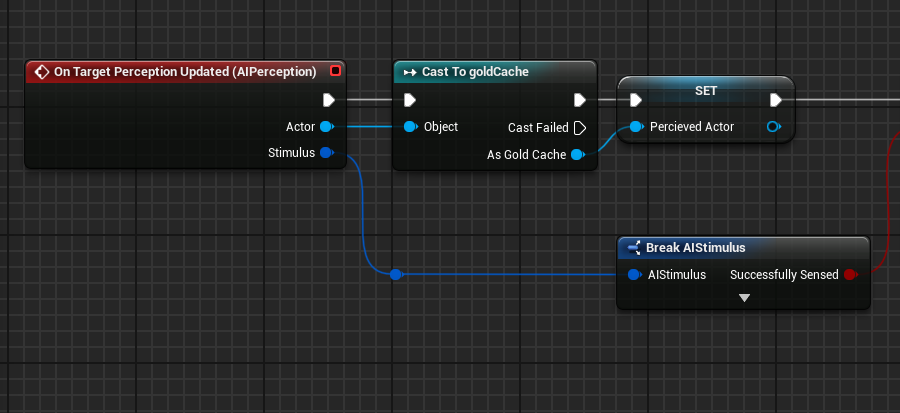 On Target Perception Updated (AIPerception)
Actor
Stimulus
Cast To goldCache
Object
Cast Failed
As Gold Cache
SET
Percieved Actor
Break AIStimulus
AIStimulus
Successfully Sensed